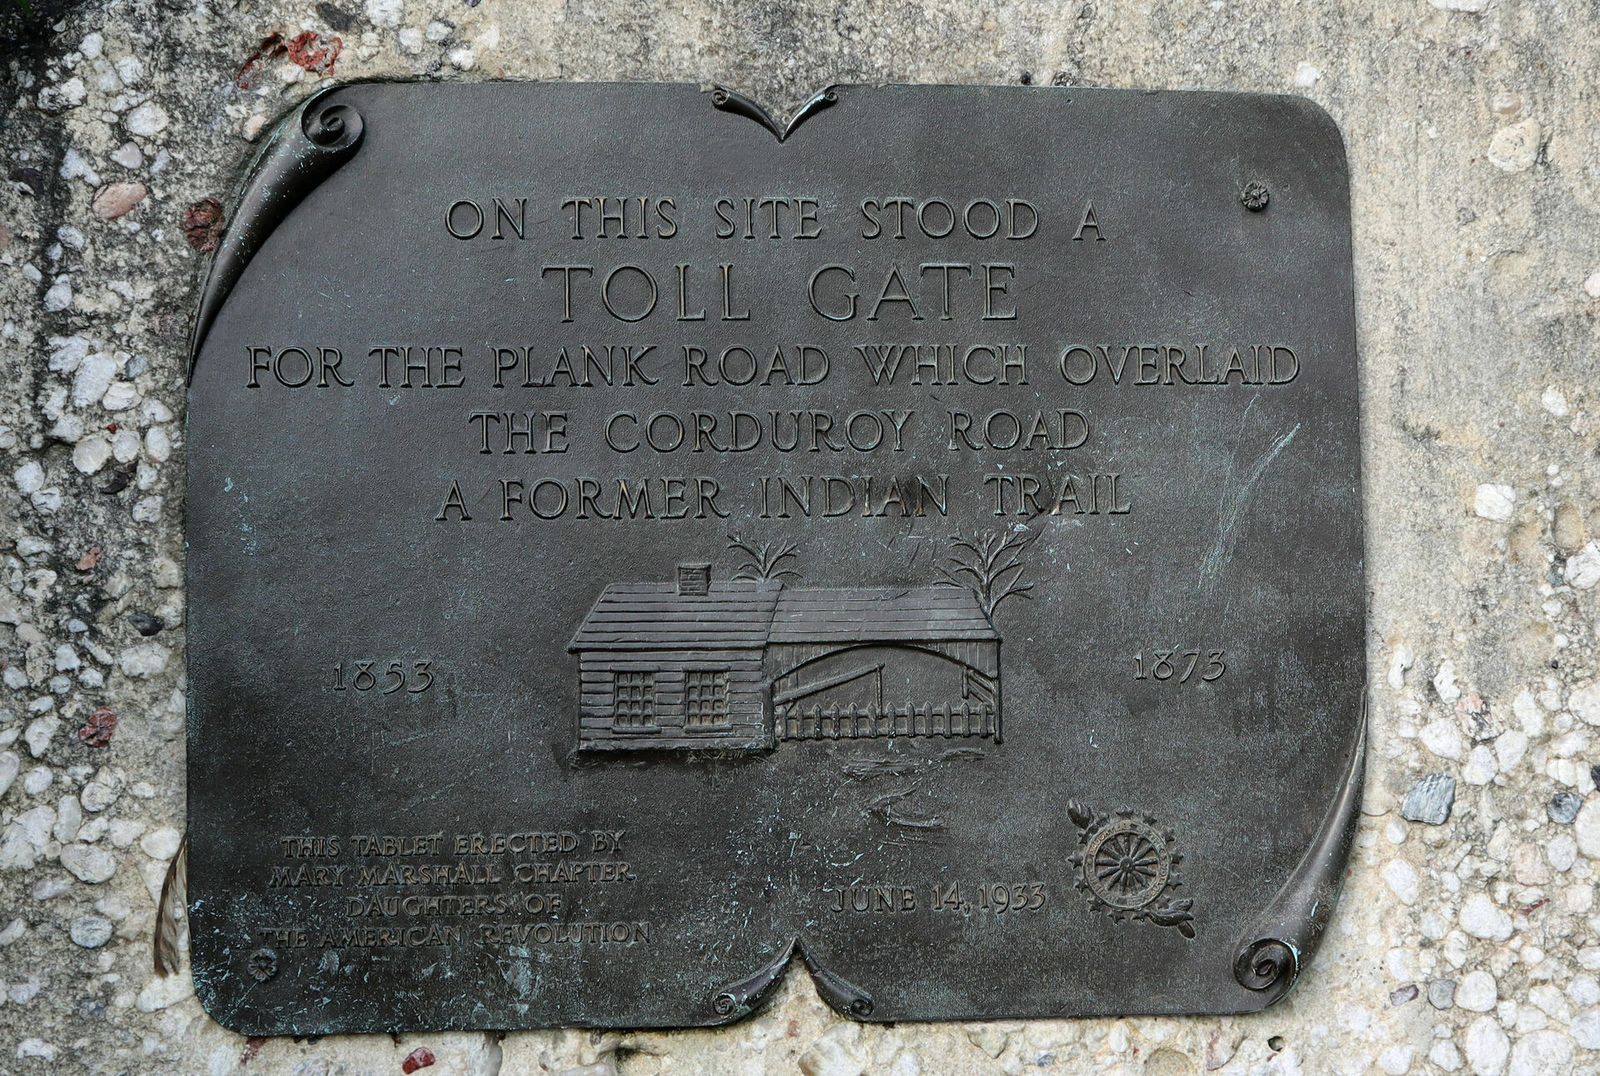 ON THIS SITE STOOD A
TOLL GATE
FOR THE PLANK ROAD WHICH OVERLAID
THE CORDUROY ROAD
A FORMER INDIAN TRAIL
1853
1873
THIS TABLET ERECTED BY
MARY MARSHALL CHAPTER
DAUGHTERS OF
THE AMERICAN REVOLUTION
JUNE 14, 1933